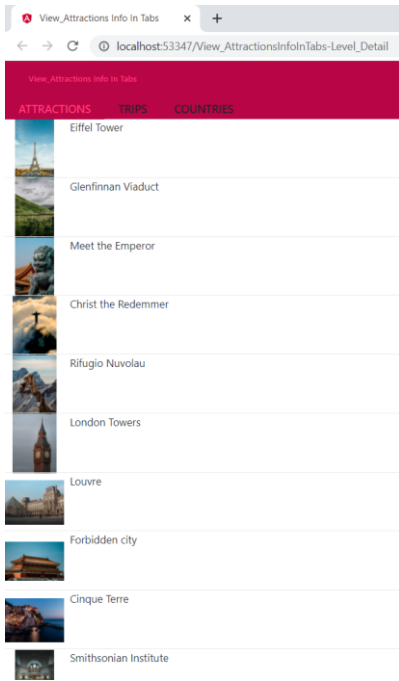 View_Attractions Info In Tabs
localhost:53347/View_AttractionsInfoInTabs-Level_Detail
View_Attractions Info In Tabs
ATTRACTIONS TRIPS COUNTRIES
Eiffel Tower
Glenfinnan Viaduct
Meet the Emperor
Christ the Redemmer
Rifugio Nuvolau
London Towers
Louvre
Forbidden city
Cinque Terre
Smithsonian Institute